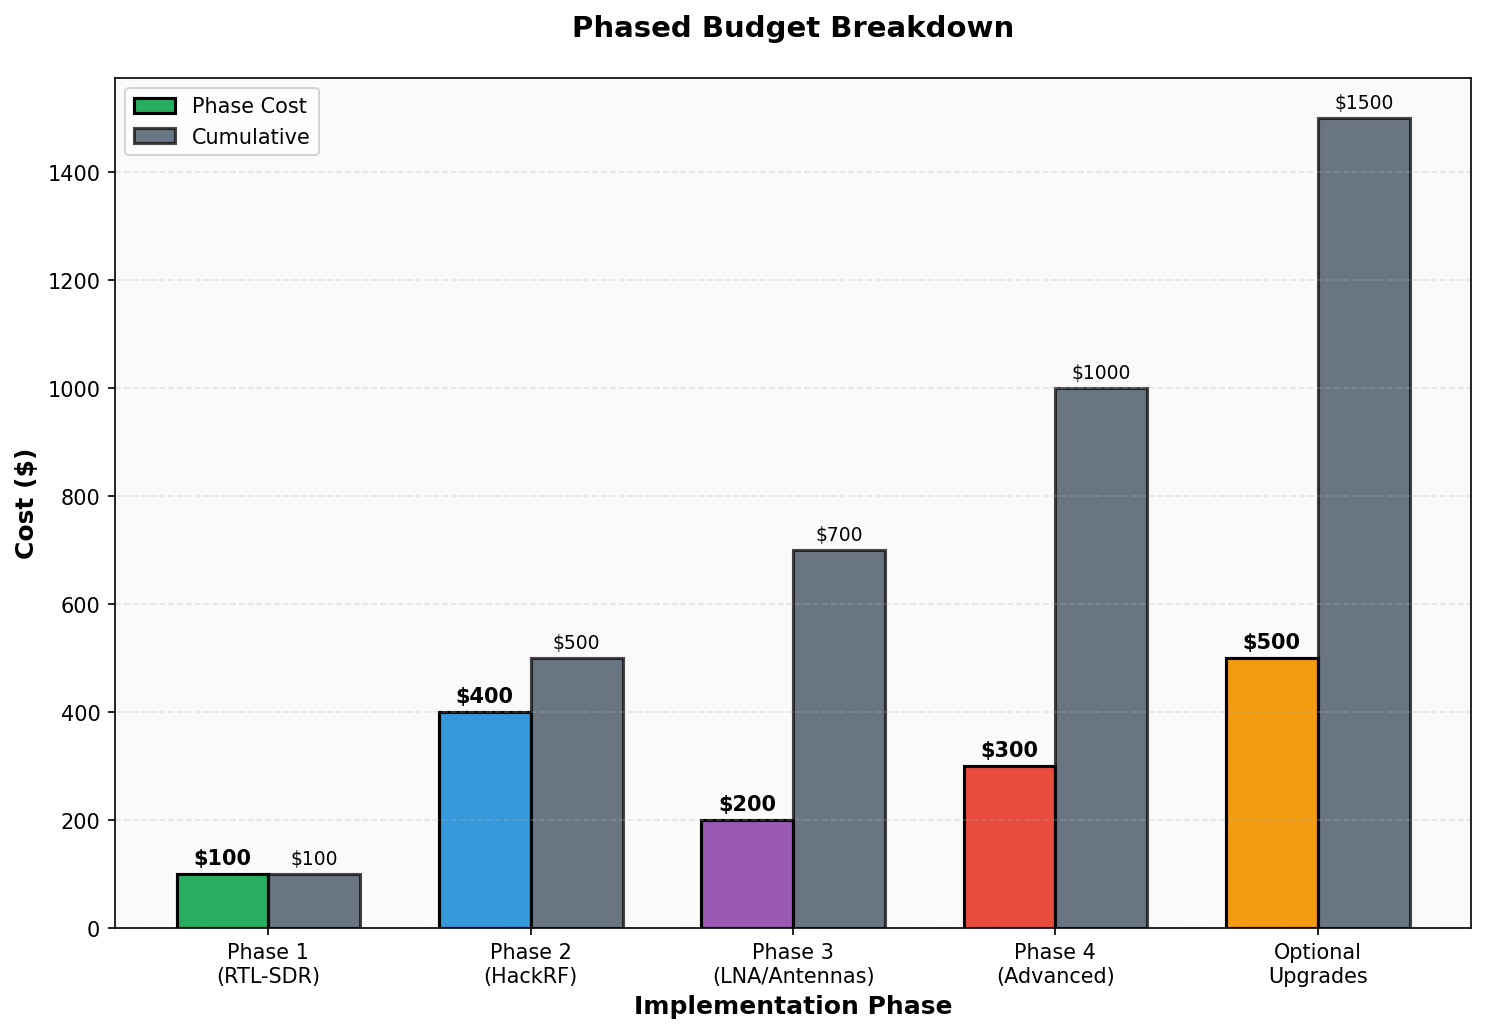 Phased Budget Breakdown
Phase Cost
Cumulative
Cost ($)
1400
1200
1000
800
600
400
200
0
$100
$100
$400
$500
$200
$700
$300
$1000
$500
$1500
Phase 1
(RTL-SDR)
Phase 2
(HackRF)
Phase 3
(LNA/Antennas)
Phase 4
(Advanced)
Optional
Upgrades
Implementation Phase